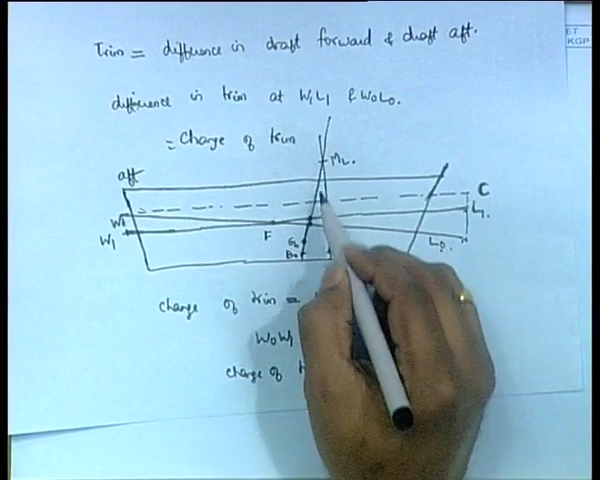 ET
KGP
Trim = difference in draft forward & draft aft.
difference in trim at W1L1 & W0L0.
= Change of trim
ML.
aft
C
W0
L1
W1
F
L0.
G0
B0
change of trim =
W0W1
change of